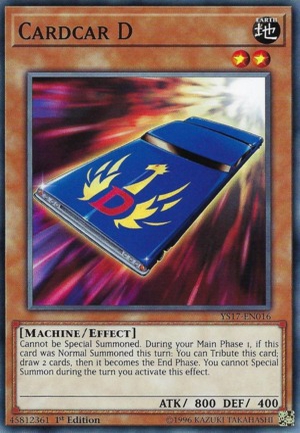 Cardcar D
EARTH
地
D
YS17-EN016
[Machine/Effect]
Cannot be Special Summoned. During your Main Phase 1, if this
card was Normal Summoned this turn: You can Tribute this card;
draw 2 cards, then it becomes the End Phase. You cannot Special
Summon during the turn you activate this effect.
ATK/ 800 DEF/ 400
45812361 1st Edition ©1996 KAZUKI TAKAHASHI